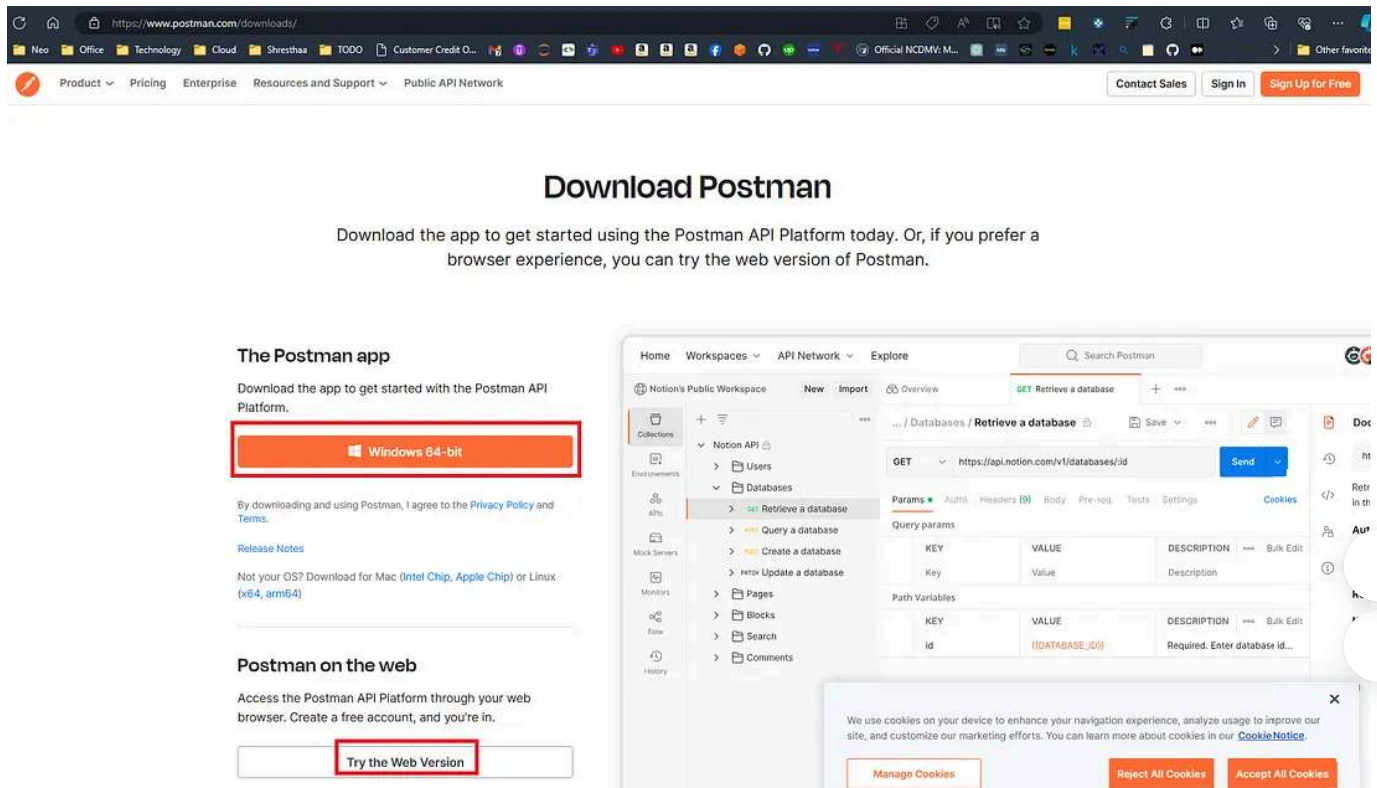 https://www.postman.com/downloads/
Neo Office Technology Cloud Shresthaa TODO Customer Credit O... Official NCDMV: M... Other favorite
Product Pricing Enterprise Resources and Support Public API Network
Contact Sales Sign In Sign Up for Free
Download Postman
Download the app to get started using the Postman API Platform today. Or, if you prefer a
browser experience, you can try the web version of Postman.
The Postman app
Download the app to get started with the Postman API
Platform.
Windows 64-bit
By downloading and using Postman, I agree to the Privacy Policy and
Terms.
Release Notes
Not your OS? Download for Mac (Intel Chip, Apple Chip) or Linux
(x64, arm64)
Postman on the web
Access the Postman API Platform through your web
browser. Create a free account, and you're in.
Try the Web Version
Home Workspaces API Network Explore Search Postman
Notion's Public Workspace New Import Overview GET Retrieve a database
Collections
Environments
APIs
Mock Servers
Monitors
Flow
History
Notion API
Users
Databases
GET Retrieve a database
POST Query a database
POST Create a database
PATCH Update a database
Pages
Blocks
Search
Comments
... / Databases / Retrieve a database Save
GET https://api.notion.com/v1/databases/:id Send
Params Auth Headers (9) Body Pre-req. Tests Settings Cookies
Query params
KEY VALUE DESCRIPTION Bulk Edit
Key Value Description
Path Variables
KEY VALUE DESCRIPTION Bulk Edit
id {{DATABASE_ID}} Required. Enter database id...
Doc
ht
Retr
in th
Aut
We use cookies on your device to enhance your navigation experience, analyze usage to improve our
site, and customize our marketing efforts. You can learn more about cookies in our Cookie Notice.
Manage Cookies Reject All Cookies Accept All Cookies